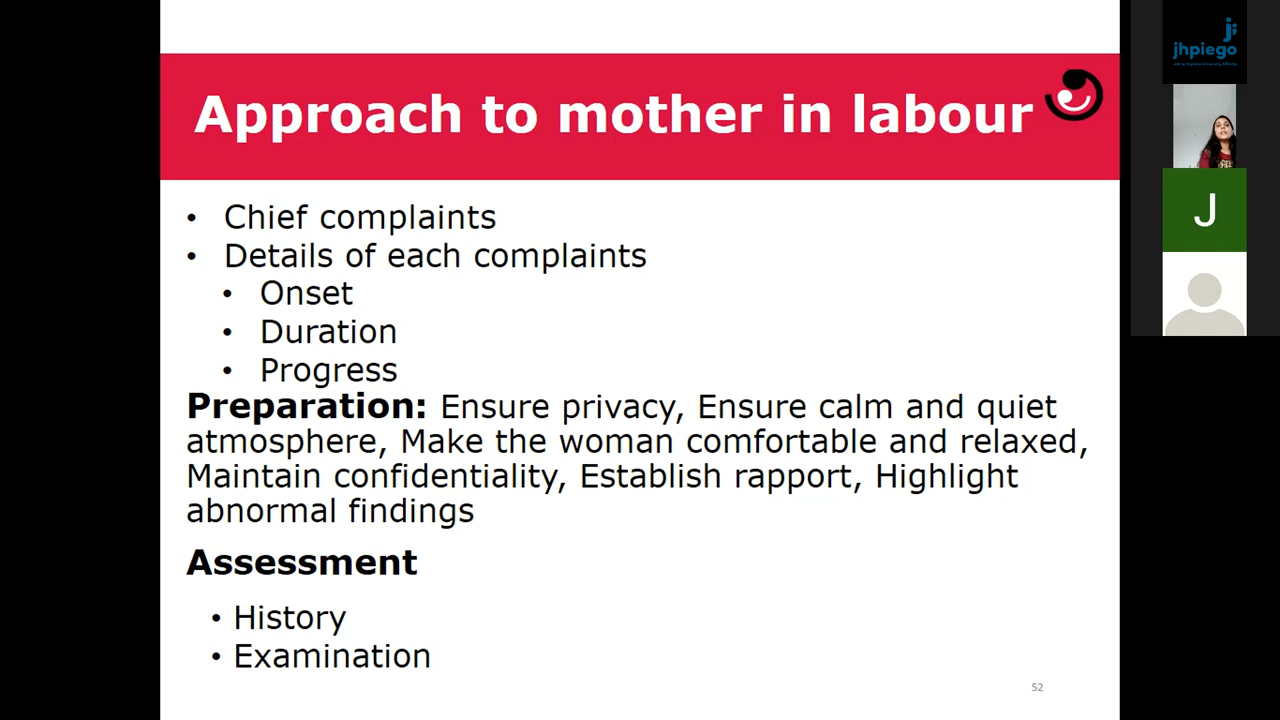 Approach to mother in labour
• Chief complaints
• Details of each complaints
• Onset
• Duration
• Progress
Preparation: Ensure privacy, Ensure calm and quiet
atmosphere, Make the woman comfortable and relaxed,
Maintain confidentiality, Establish rapport, Highlight
abnormal findings
Assessment
• History
• Examination
52
jhpiego
J